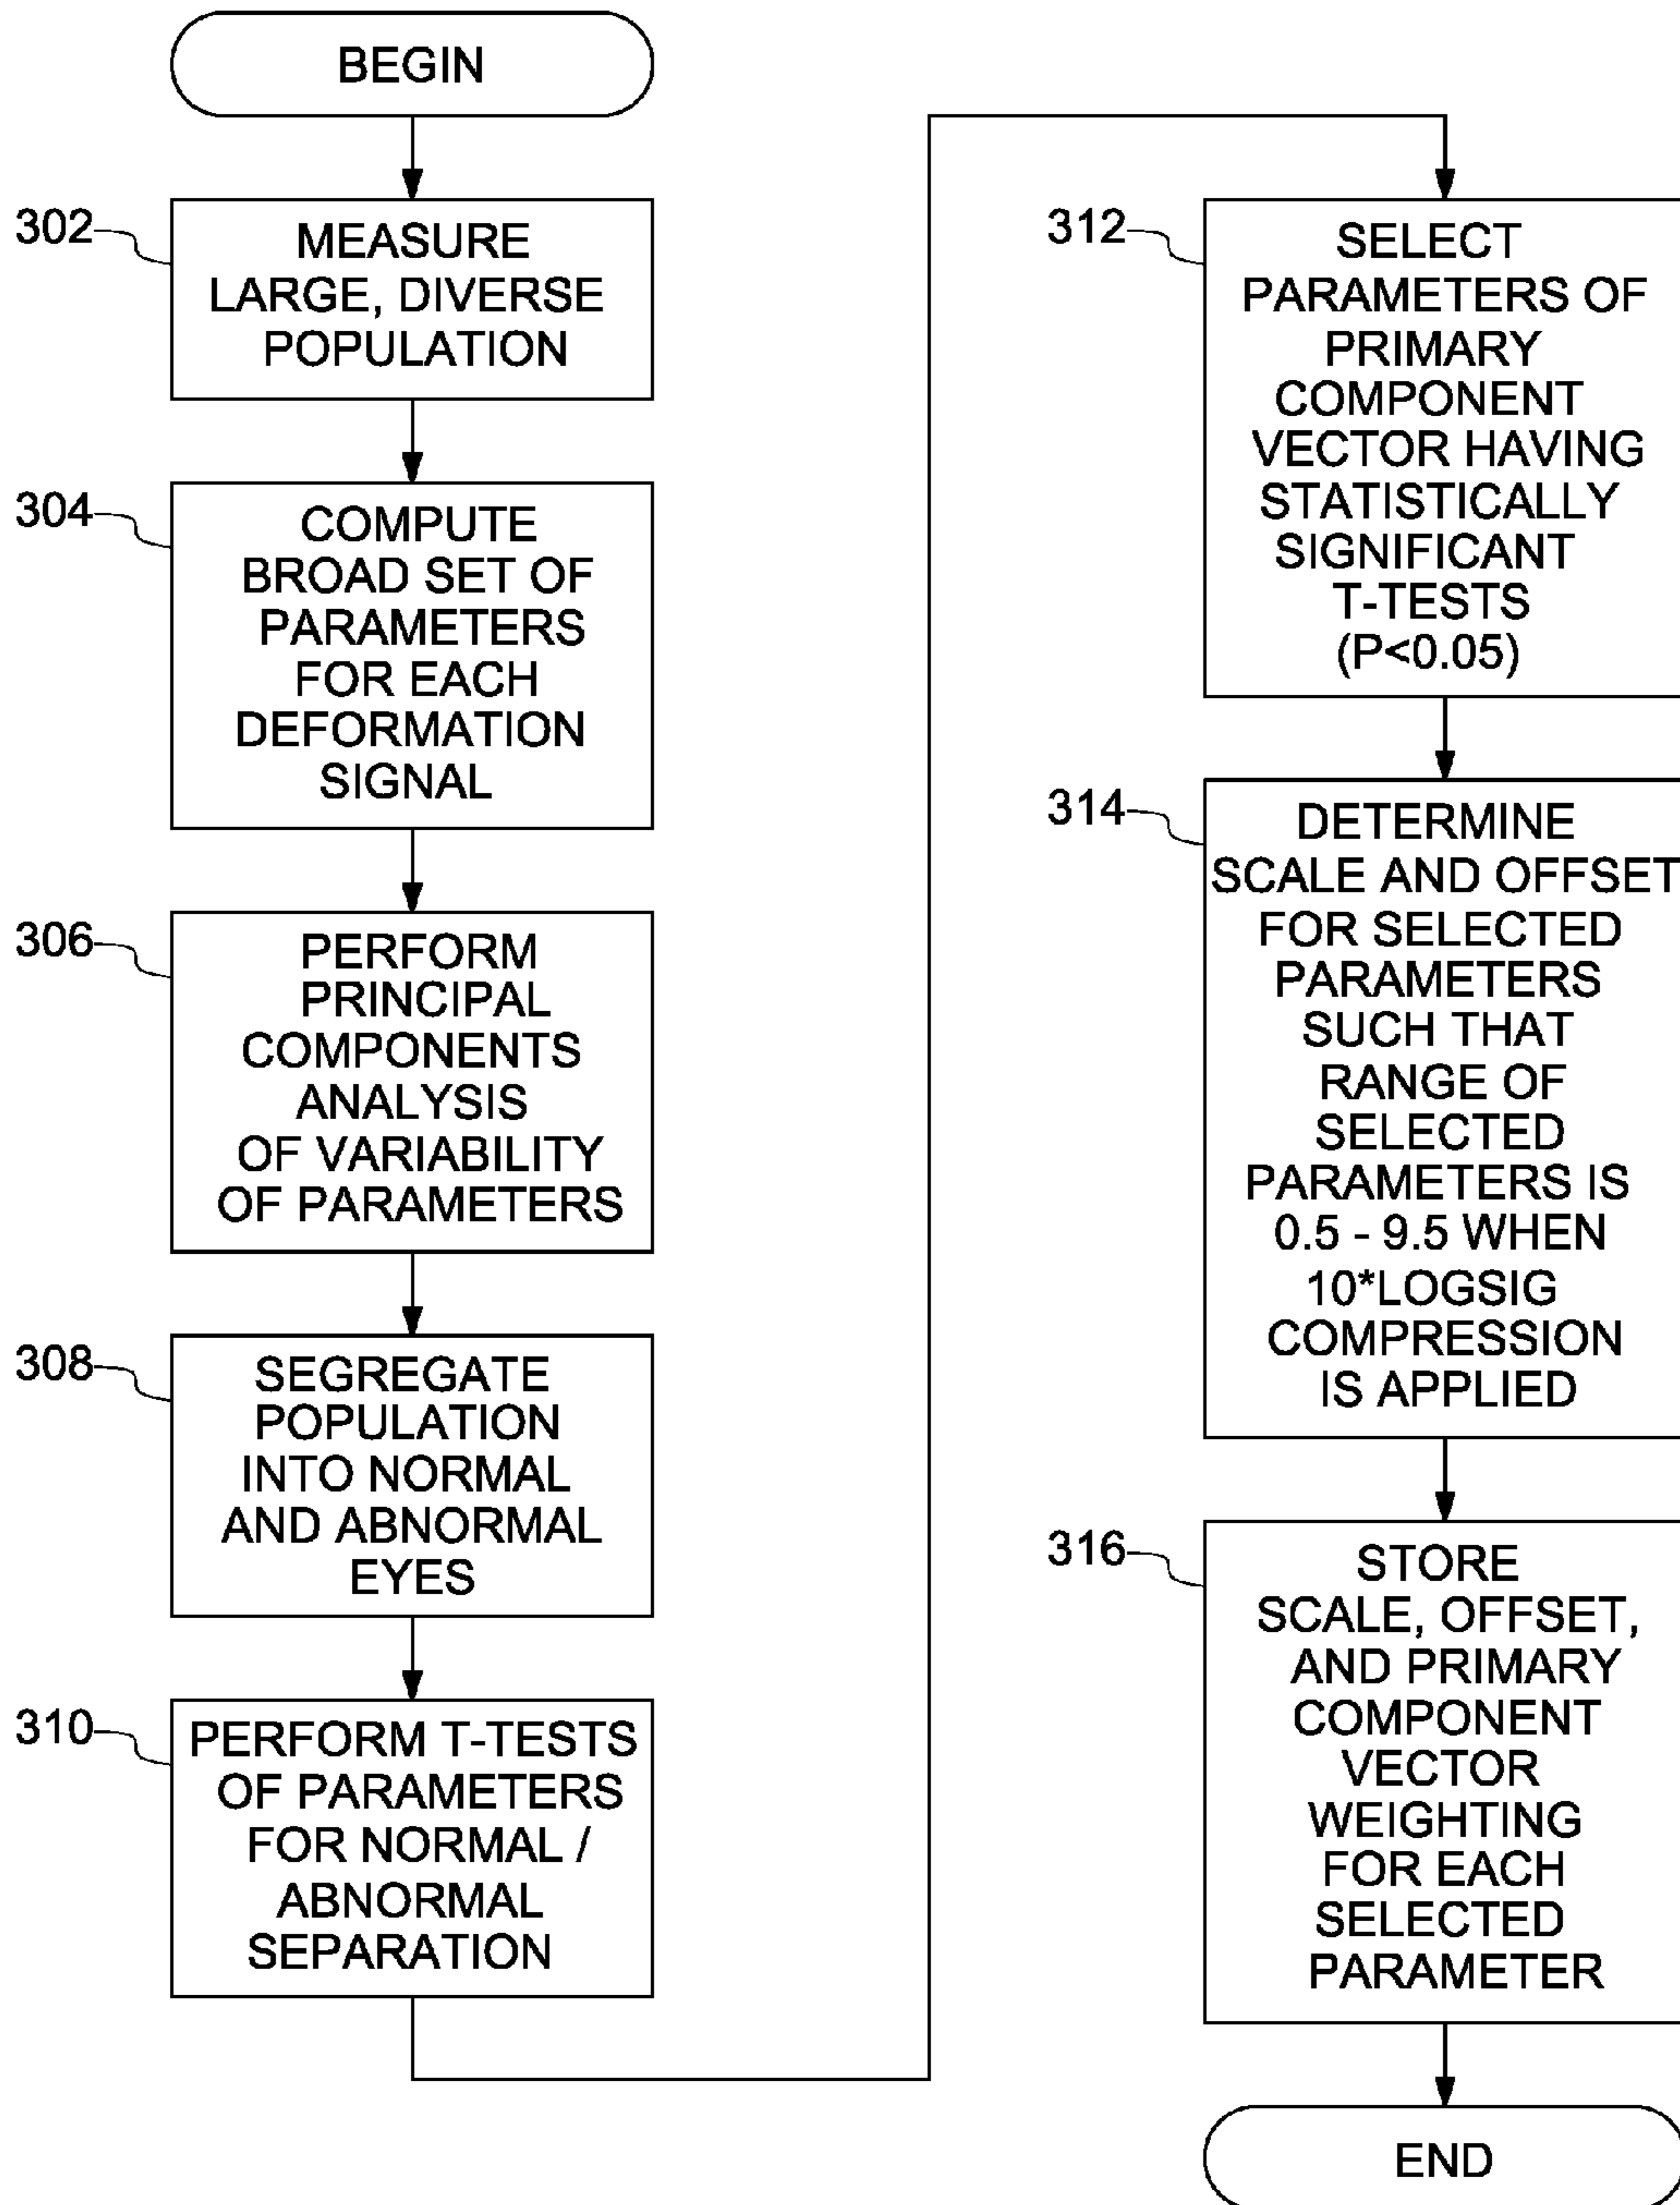 BEGIN
302
MEASURE
LARGE, DIVERSE
POPULATION
304
COMPUTE
BROAD SET OF
PARAMETERS
FOR EACH
DEFORMATION
SIGNAL
306
PERFORM
PRINCIPAL
COMPONENTS
ANALYSIS
OF VARIABILITY
OF PARAMETERS
308
SEGREGATE
POPULATION
INTO NORMAL
AND ABNORMAL
EYES
310
PERFORM T-TESTS
OF PARAMETERS
FOR NORMAL /
ABNORMAL
SEPARATION
312
SELECT
PARAMETERS OF
PRIMARY
COMPONENT
VECTOR HAVING
STATISTICALLY
SIGNIFICANT
T-TESTS
(P<0.05)
314
DETERMINE
SCALE AND OFFSET
FOR SELECTED
PARAMETERS
SUCH THAT
RANGE OF
SELECTED
PARAMETERS IS
0.5 - 9.5 WHEN
10*LOGSIG
COMPRESSION
IS APPLIED
316
STORE
SCALE, OFFSET,
AND PRIMARY
COMPONENT
VECTOR
WEIGHTING
FOR EACH
SELECTED
PARAMETER
END